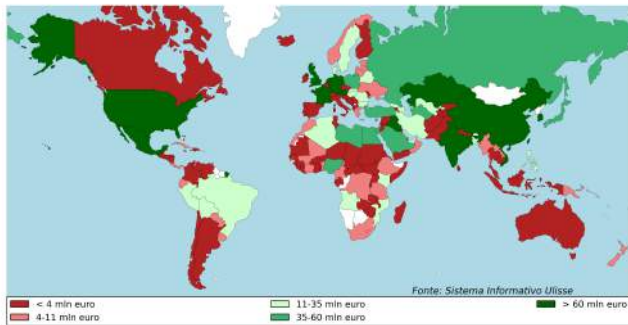 Fonte: Sistema Informativo Ulisse
< 4 mln euro
11-35 mln euro
> 60 mln euro
4-11 mln euro
35-60 mln euro